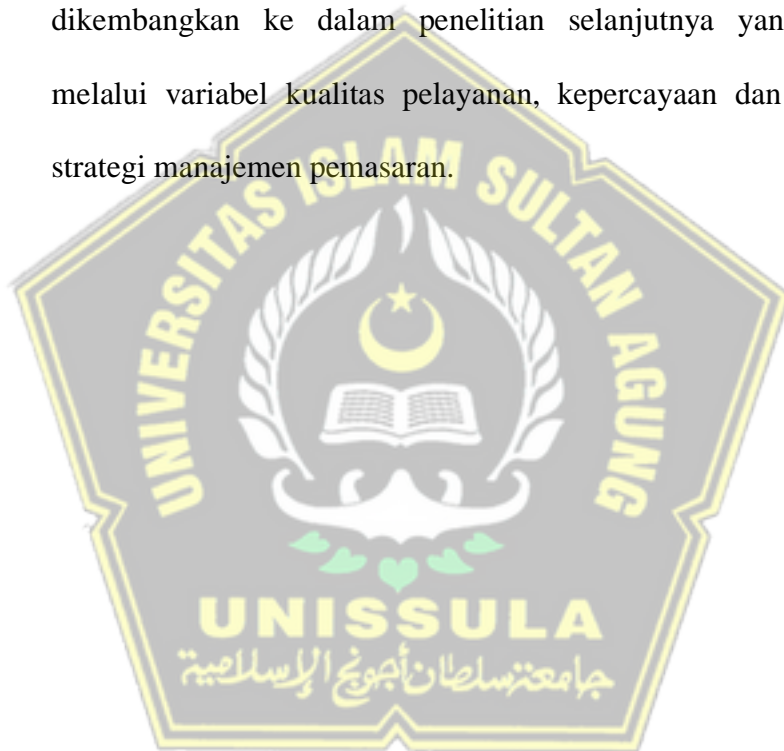 dikembangkan ke dalam penelitian selanjutnya yan
melalui variabel kualitas pelayanan, kepercayaan dan
strategi manajemen pemasaran.
UNIVERSITAS ISLAM SULTAN AGUNG
UNISSULA
جامعة سلطان أجونج الإسلامية